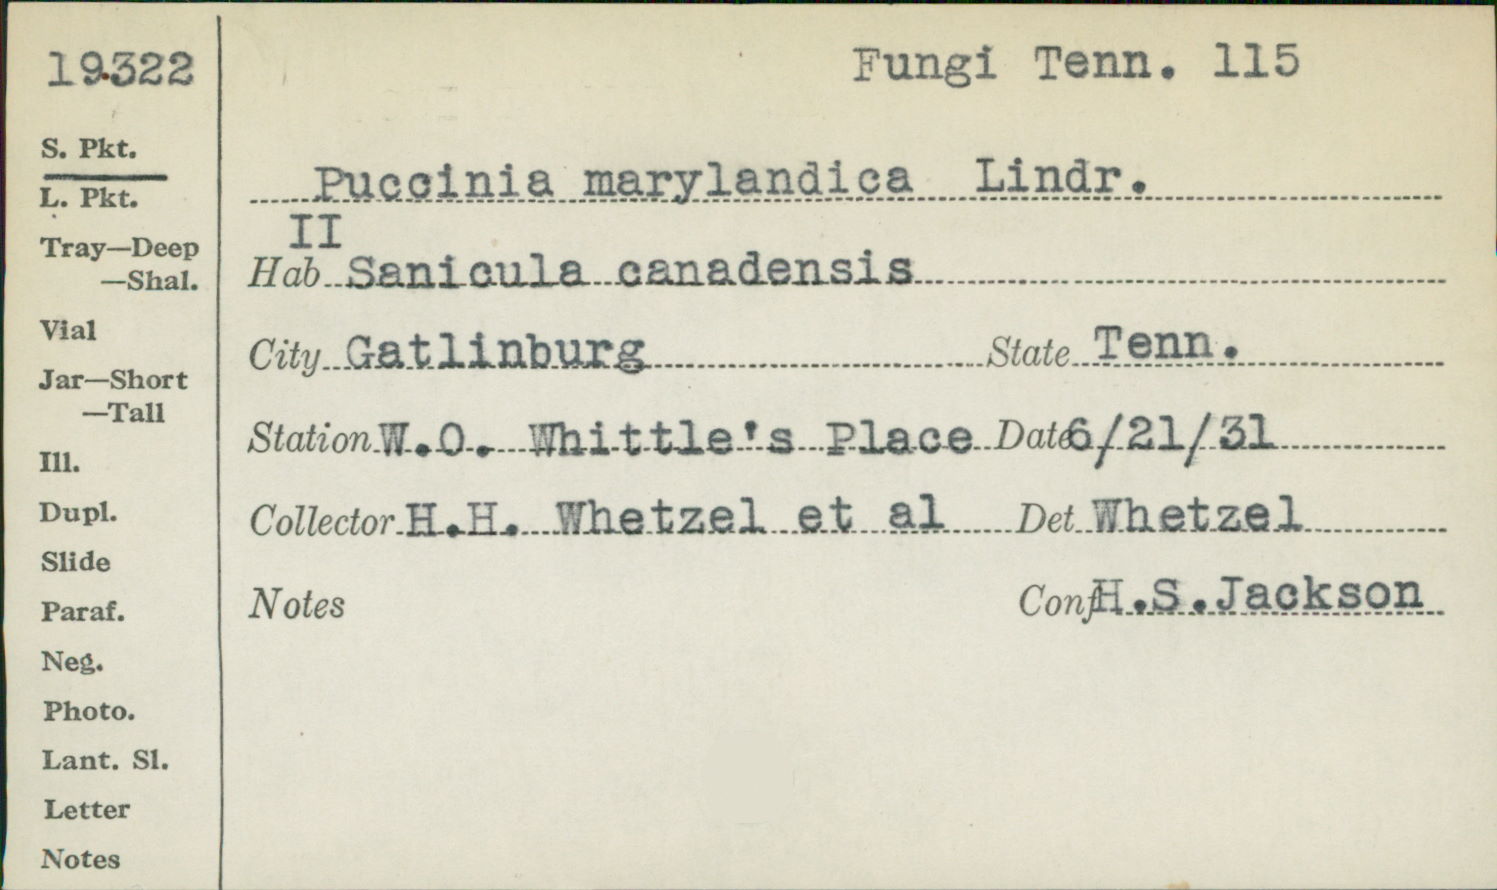 19322
Fungi Tenn. 115
S. Pkt.
L. Pkt.
Tray—Deep
—Shal.
Vial
Jar—Short
—Tall
Ill.
Dupl.
Slide
Paraf.
Neg.
Photo.
Lant. Sl.
Letter
Notes
Puccinia marylandica Lindr.
II
Hab Sanicula canadensis
City Gatlinburg State Tenn.
Station W.O. Whittle's Place Date 6/21/31
Collector H.H. Whetzel et al Det Whetzel
Notes Conf H.S.Jackson